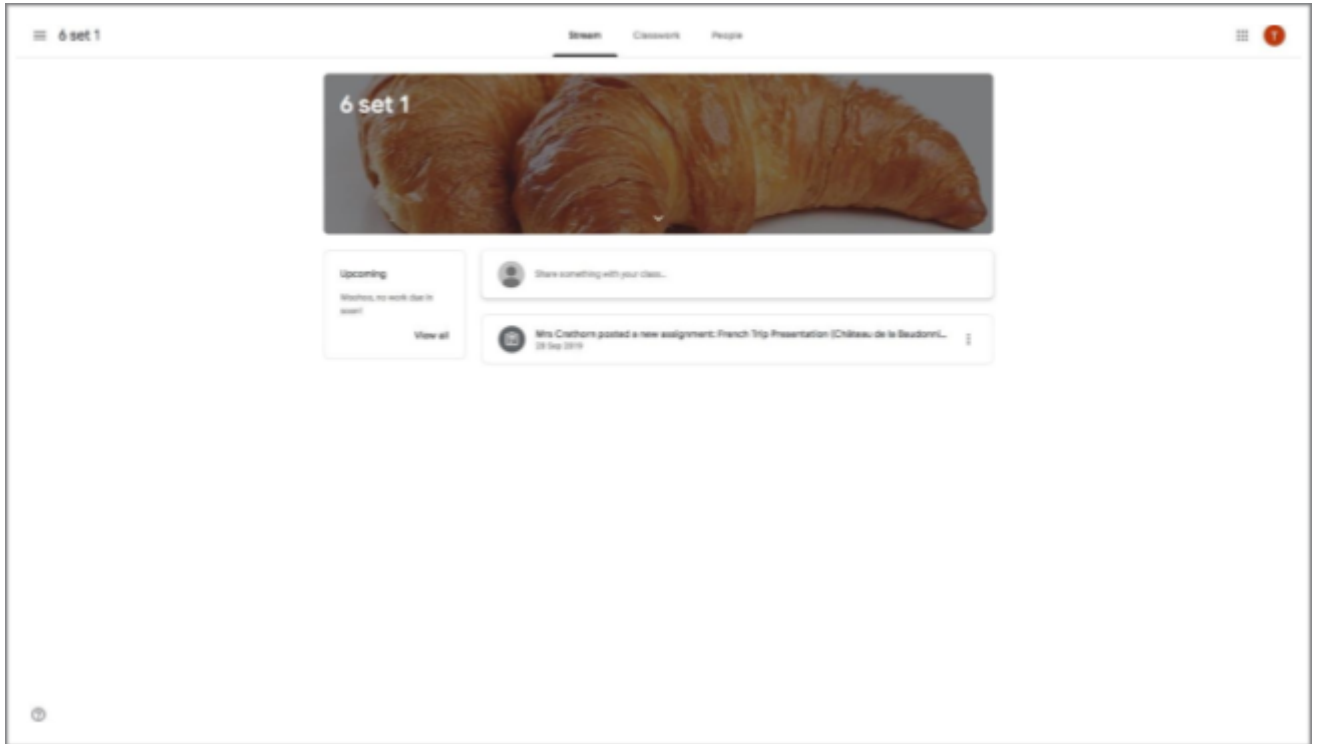 6 set 1
Stream Classwork People
T
6 set 1
Upcoming
Woohoo, no work due in
soon!
View all
Share something with your class...
Mrs Crathorn posted a new assignment: French Trip Presentation (Château de la Baudonni...
28 Sep 2019